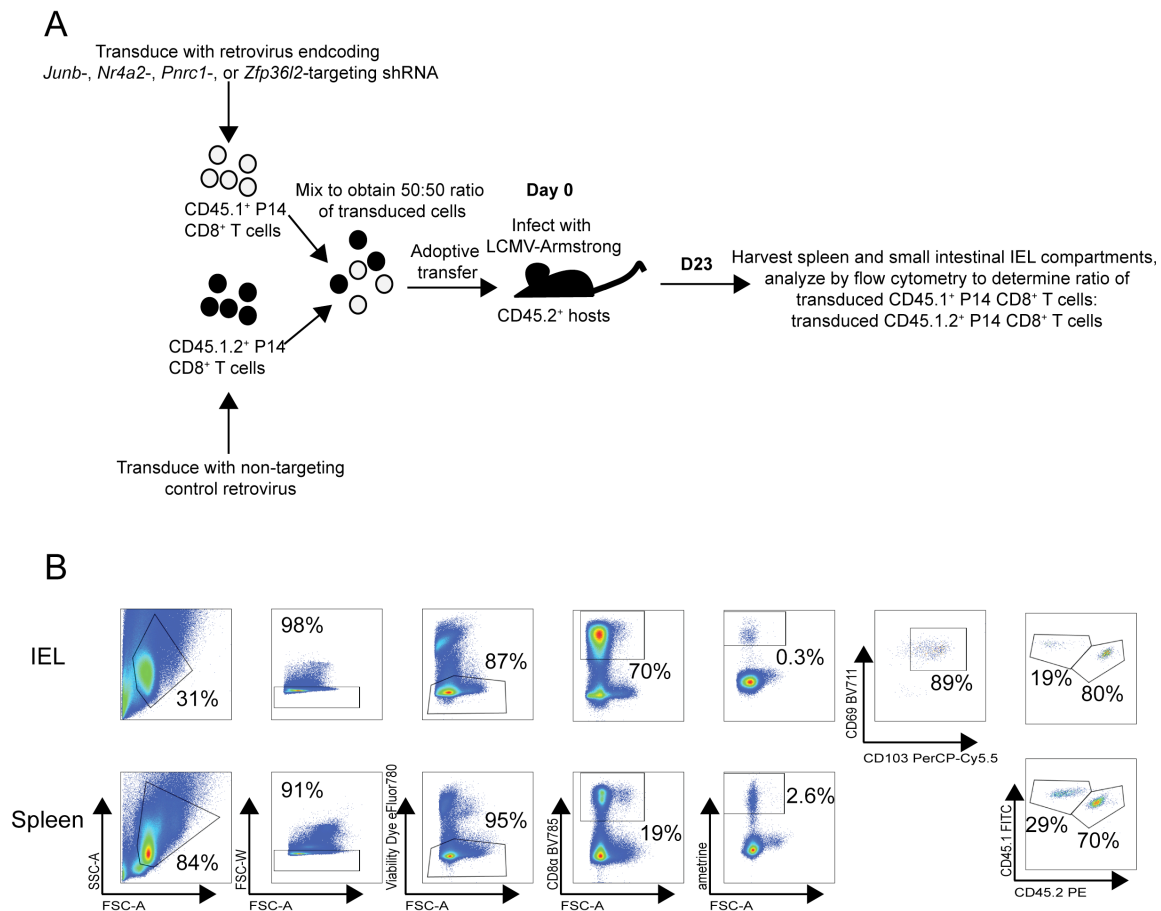 A
Transduce with retrovirus endcoding
Junb-, Nr4a2-, Pnrc1-, or Zfp36l2-targeting shRNA
CD45.1⁺ P14
CD8⁺ T cells
Mix to obtain 50:50 ratio
of transduced cells
CD45.1.2⁺ P14
CD8⁺ T cells
Transduce with non-targeting
control retrovirus
Adoptive
transfer
Day 0
Infect with
LCMV-Armstrong
CD45.2⁺ hosts
D23
Harvest spleen and small intestinal IEL compartments,
analyze by flow cytometry to determine ratio of
transduced CD45.1⁺ P14 CD8⁺ T cells:
transduced CD45.1.2⁺ P14 CD8⁺ T cells
B
IEL
31%
98%
87%
70%
0.3%
89%
CD69 BV711
CD103 PerCP-Cy5.5
19%
80%
Spleen
84%
SSC-A
FSC-A
91%
FSC-W
FSC-A
95%
Viability Dye eFluor780
FSC-A
19%
CD8α BV785
FSC-A
2.6%
ametrine
FSC-A
29%
70%
CD45.1 FITC
CD45.2 PE